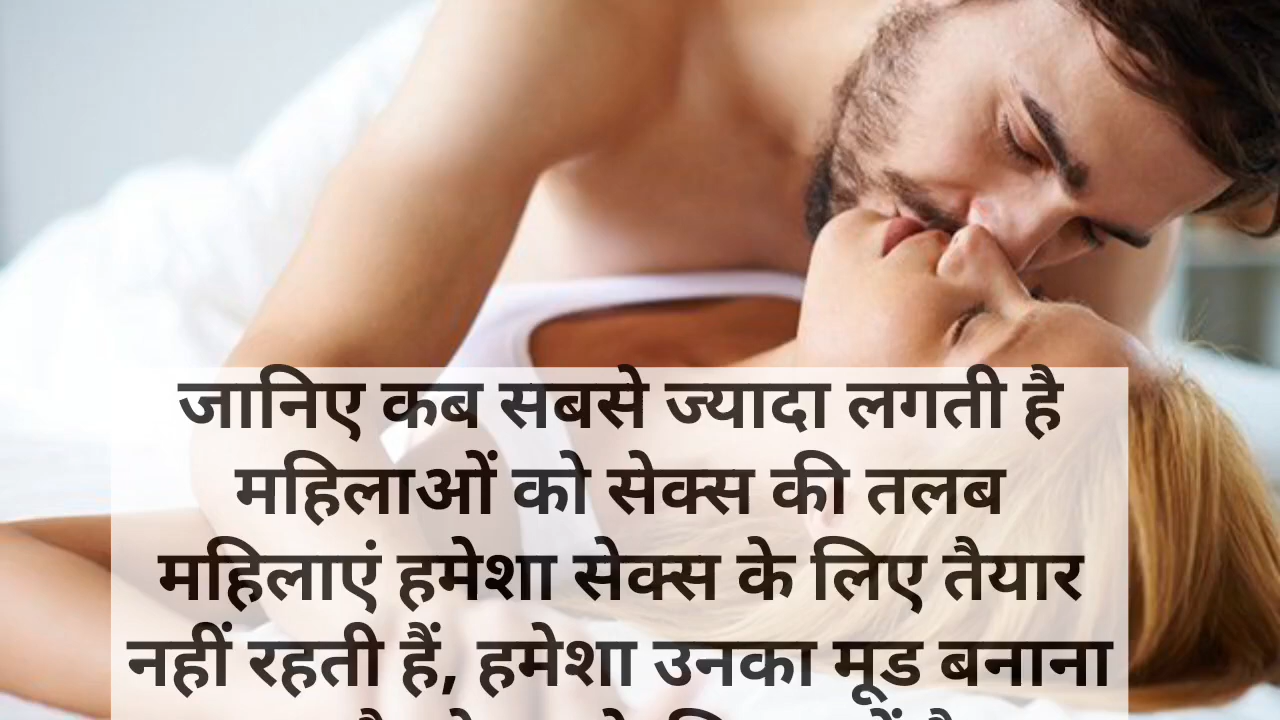 जानिए कब सबसे ज्यादा लगती है
महिलाओं को सेक्स की तलब
महिलाएं हमेशा सेक्स के लिए तैयार
नहीं रहती हैं, हमेशा उनका मूड बनाना